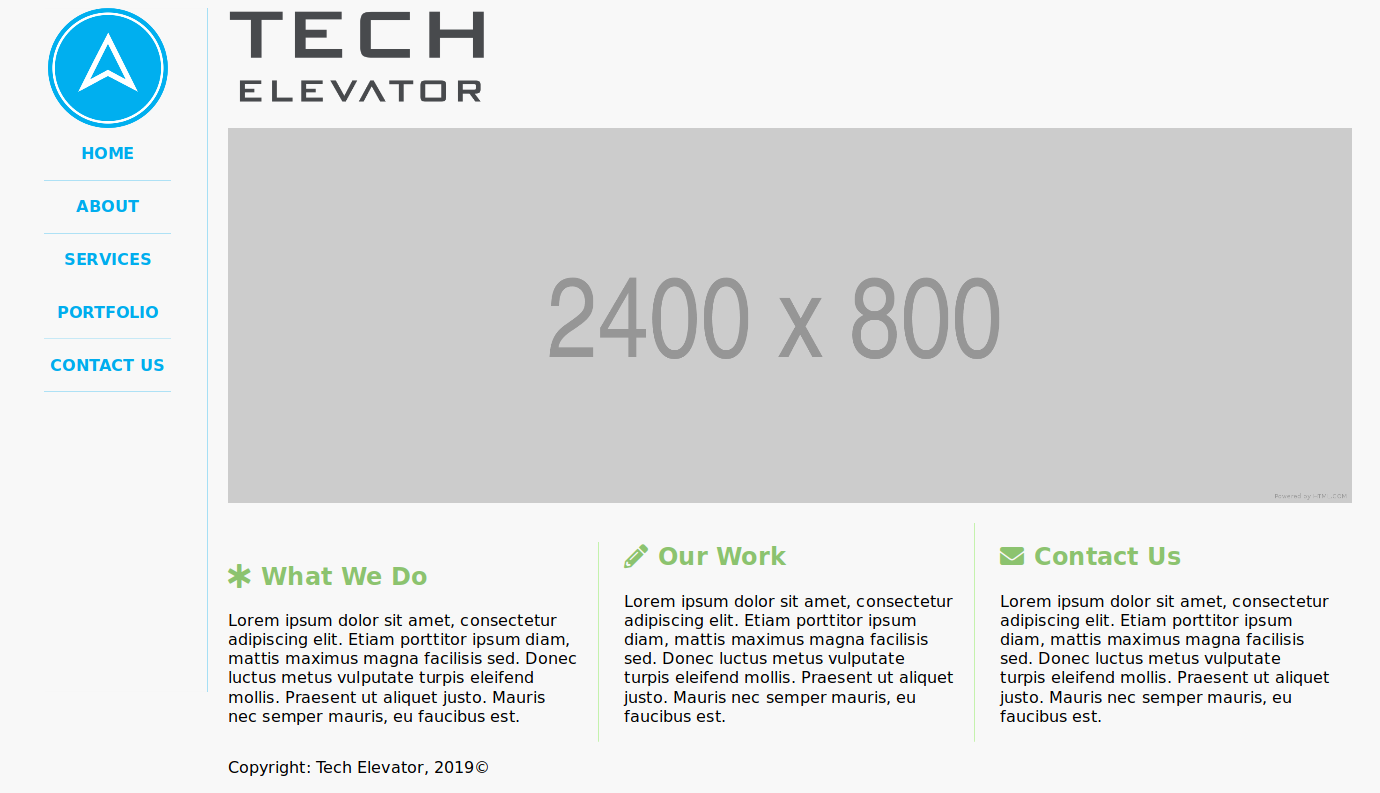 TECH
ELEVATOR
HOME
ABOUT
SERVICES
PORTFOLIO
CONTACT US
2400 x 800
What We Do
Lorem ipsum dolor sit amet, consectetur
adipiscing elit. Etiam porttitor ipsum diam,
mattis maximus magna facilisis sed. Donec
luctus metus vulputate turpis eleifend
mollis. Praesent ut aliquet justo. Mauris
nec semper mauris, eu faucibus est.
Our Work
Lorem ipsum dolor sit amet, consectetur
adipiscing elit. Etiam porttitor ipsum
diam, mattis maximus magna facilisis
sed. Donec luctus metus vulputate
turpis eleifend mollis. Praesent ut aliquet
justo. Mauris nec semper mauris, eu
faucibus est.
Contact Us
Lorem ipsum dolor sit amet, consectetur
adipiscing elit. Etiam porttitor ipsum
diam, mattis maximus magna facilisis
sed. Donec luctus metus vulputate
turpis eleifend mollis. Praesent ut aliquet
justo. Mauris nec semper mauris, eu
faucibus est.
Copyright: Tech Elevator, 2019©